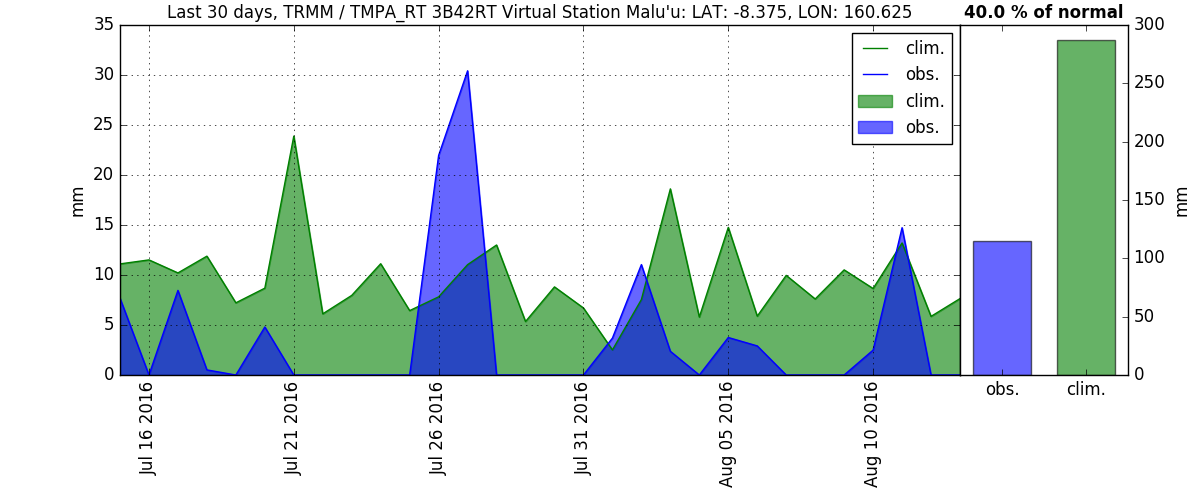 Last 30 days, TRMM / TMPA_RT 3B42RT Virtual Station Malu'u: LAT: -8.375, LON: 160.625
40.0 % of normal
35
30
25
20
15
10
5
0
mm
clim.
obs.
clim.
obs.
Jul 16 2016
Jul 21 2016
Jul 26 2016
Jul 31 2016
Aug 05 2016
Aug 10 2016
300
250
200
150
100
50
0
mm
obs.
clim.